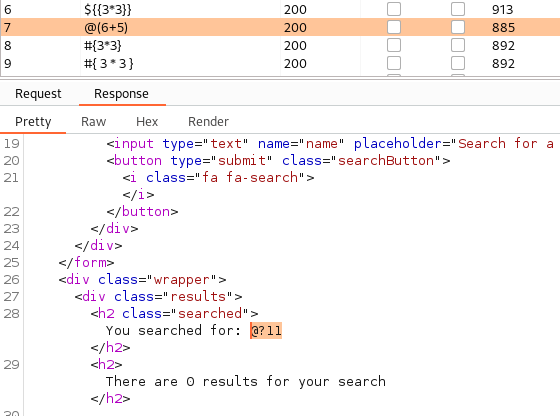 6 ${{3*3}} 200 913
7 @(6+5) 200 885
8 #{3*3} 200 892
9 #{ 3 * 3 } 200 892
Request Response
Pretty Raw Hex Render
19 <input type="text" name="name" placeholder="Search for a
20 <button type="submit" class="searchButton">
21 <i class="fa fa-search">
</i>
22 </button>
23 </div>
24 </div>
25 </form>
26 <div class="wrapper">
27 <div class="results">
28 <h2 class="searched">
You searched for: @?11
</h2>
29 <h2>
There are 0 results for your search
</h2>